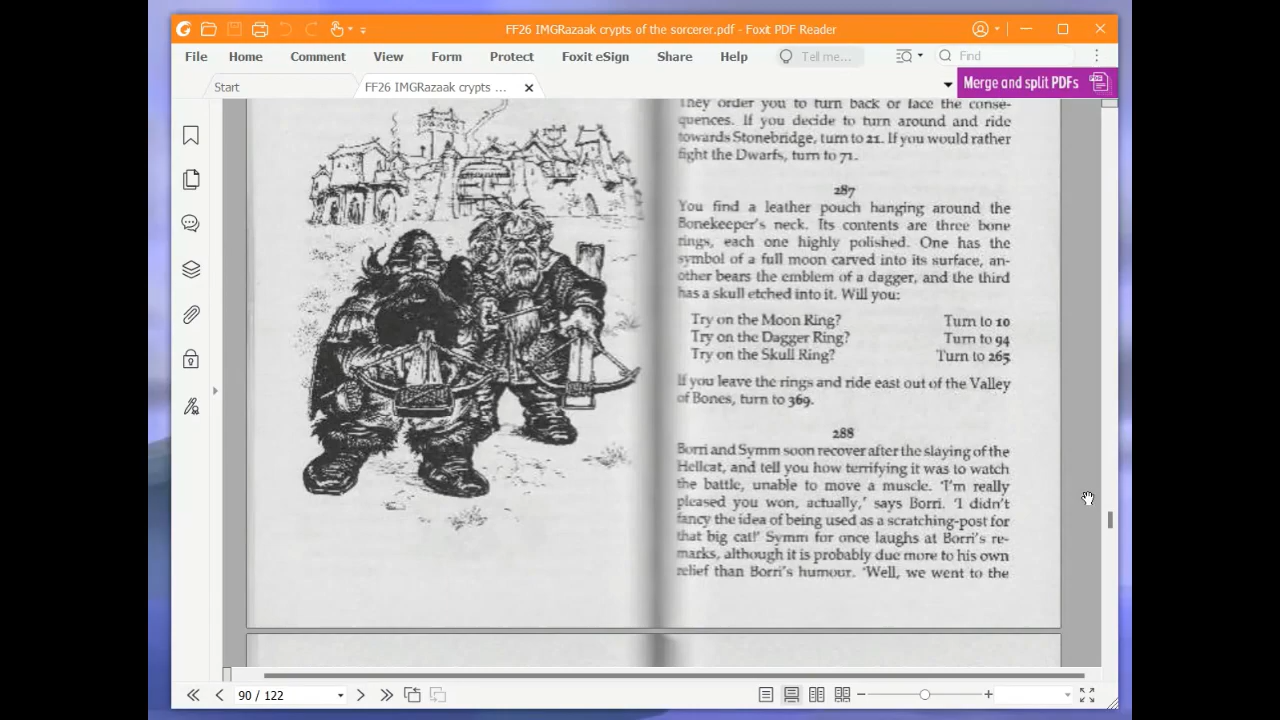 FF26 IMGRazaak crypts of the sorcerer.pdf - Foxit PDF Reader
File Home Comment View Form Protect Foxit eSign Share Help Tell me... Find
Start FF26 IMGRazaak crypts ... Merge and split PDFs
They order you to turn back or face the conse-
quences. If you decide to turn around and ride
towards Stonebridge, turn to 21. If you would rather
fight the Dwarfs, turn to 71.
287
You find a leather pouch hanging around the
Bonekeeper's neck. Its contents are three bone
rings, each one highly polished. One has the
symbol of a full moon carved into its surface, an-
other bears the emblem of a dagger, and the third
has a skull etched into it. Will you:
Try on the Moon Ring? Turn to 10
Try on the Dagger Ring? Turn to 94
Try on the Skull Ring? Turn to 265
If you leave the rings and ride east out of the Valley
of Bones, turn to 369.
288
Borri and Symm soon recover after the slaying of the
Hellcat, and tell you how terrifying it was to watch
the battle, unable to move a muscle. 'I'm really
pleased you won, actually,' says Borri. 'I didn't
fancy the idea of being used as a scratching-post for
that big cat!' Symm for once laughs at Borri's re-
marks, although it is probably due more to his own
relief than Borri's humour. 'Well, we went to the
90 / 122